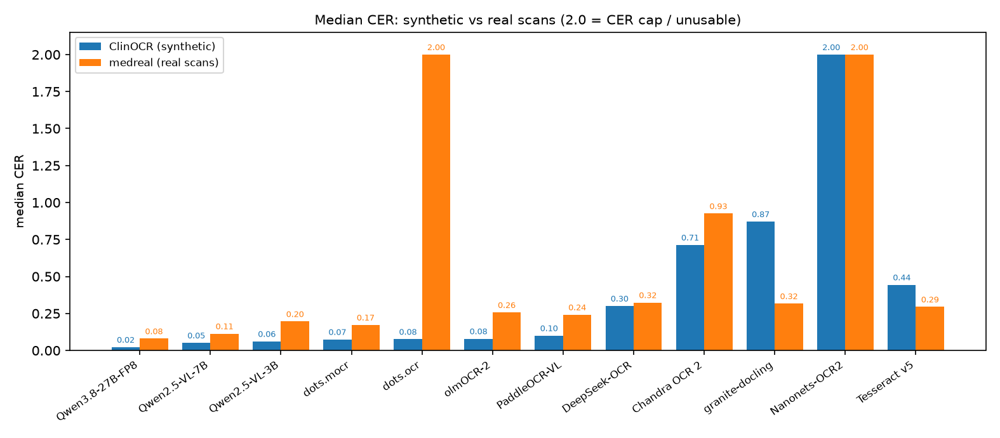 Median CER: synthetic vs real scans (2.0 = CER cap / unusable)
ClinOCR (synthetic)
medreal (real scans)
median CER
2.00
1.75
1.50
1.25
1.00
0.75
0.50
0.25
0.00
0.02 0.08
0.05 0.11
0.06 0.20
0.07 0.17
0.08 2.00
0.08 0.26
0.10 0.24
0.30 0.32
0.71 0.93
0.87 0.32
2.00 2.00
0.44 0.29
Qwen3.8-27B-FP8
Qwen2.5-VL-7B
Qwen2.5-VL-3B
dots.mocr
dots.ocr
olmOCR-2
PaddleOCR-VL
DeepSeek-OCR
Chandra OCR 2
granite-docling
Nanonets-OCR2
Tesseract v5